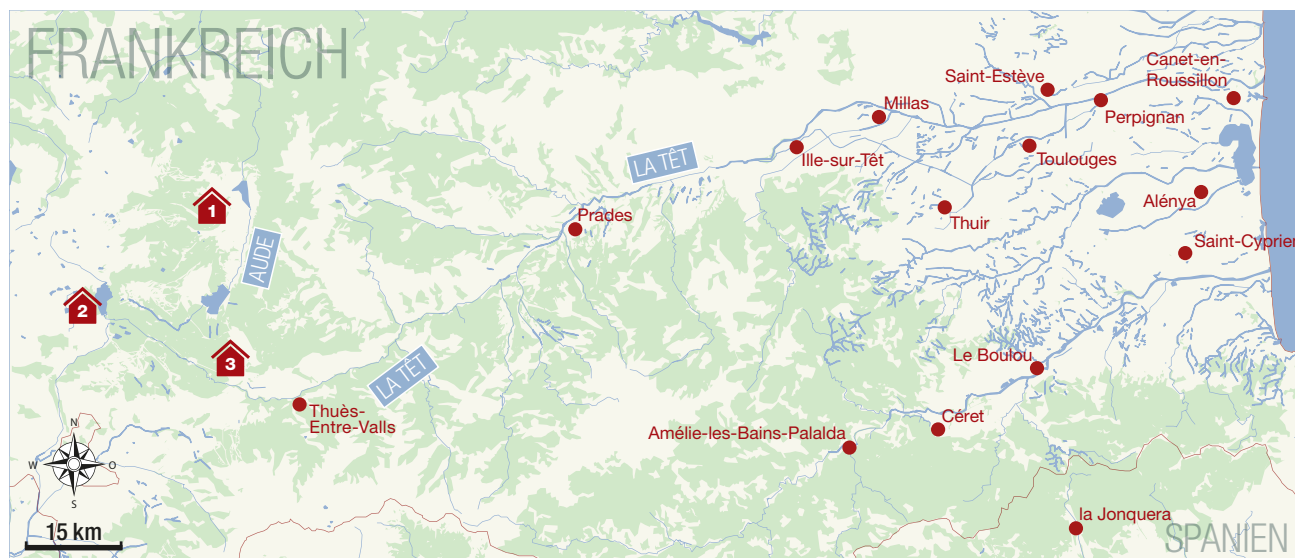 FRANKREICH
Canet-en-
Roussillon
Saint-Estève
Millas
Perpignan
Ille-sur-Têt
Toulouges
LA TÊT
Alénya
1
Thuir
Prades
Saint-Cyprien
AUDE
2
3
Le Boulou
LA TÊT
Thuès-
Entre-Valls
Céret
Amélie-les-Bains-Palalda
N
W
O
S
la Jonquera
15 km
SPANIEN